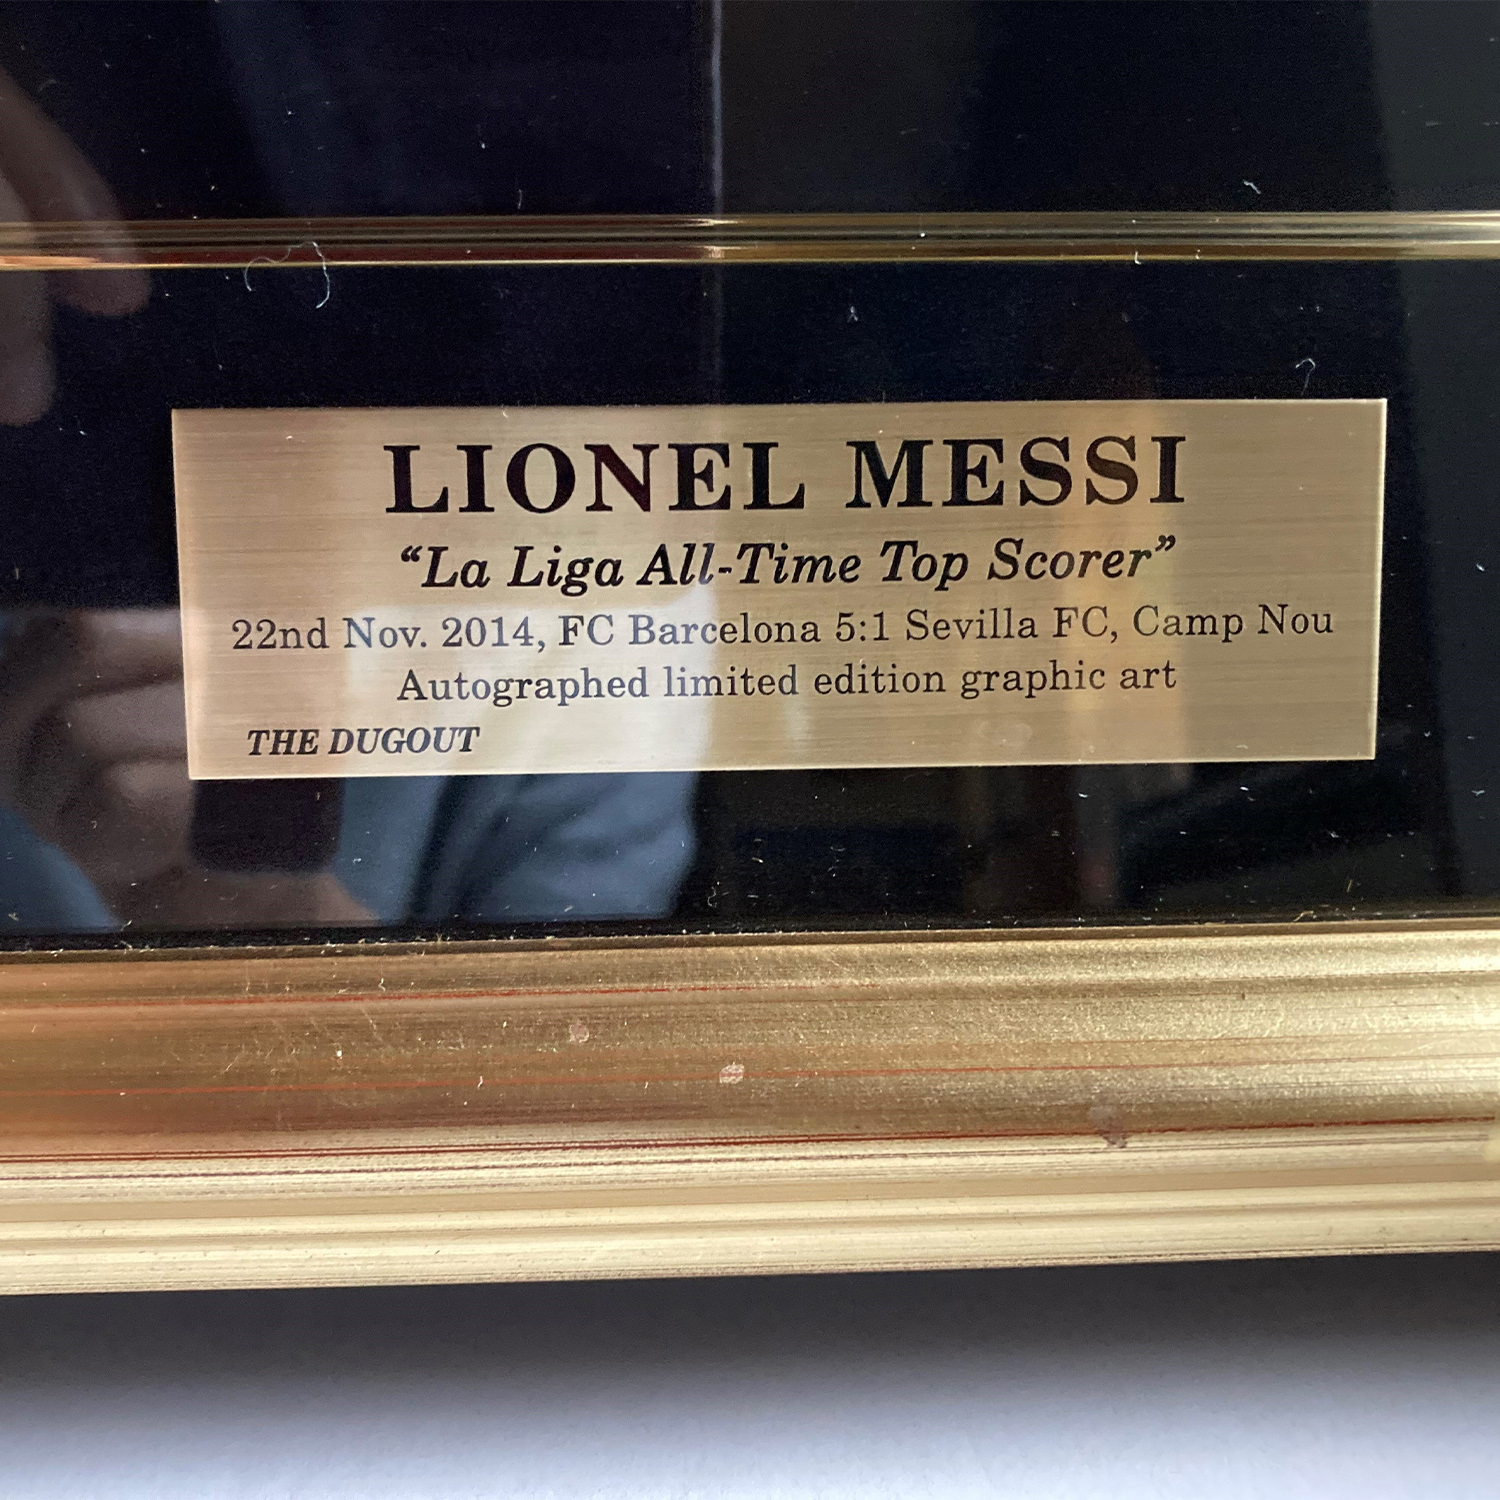 LIONEL MESSI
“La Liga All-Time Top Scorer”
22nd Nov. 2014, FC Barcelona 5:1 Sevilla FC, Camp Nou
Autographed limited edition graphic art
THE DUGOUT